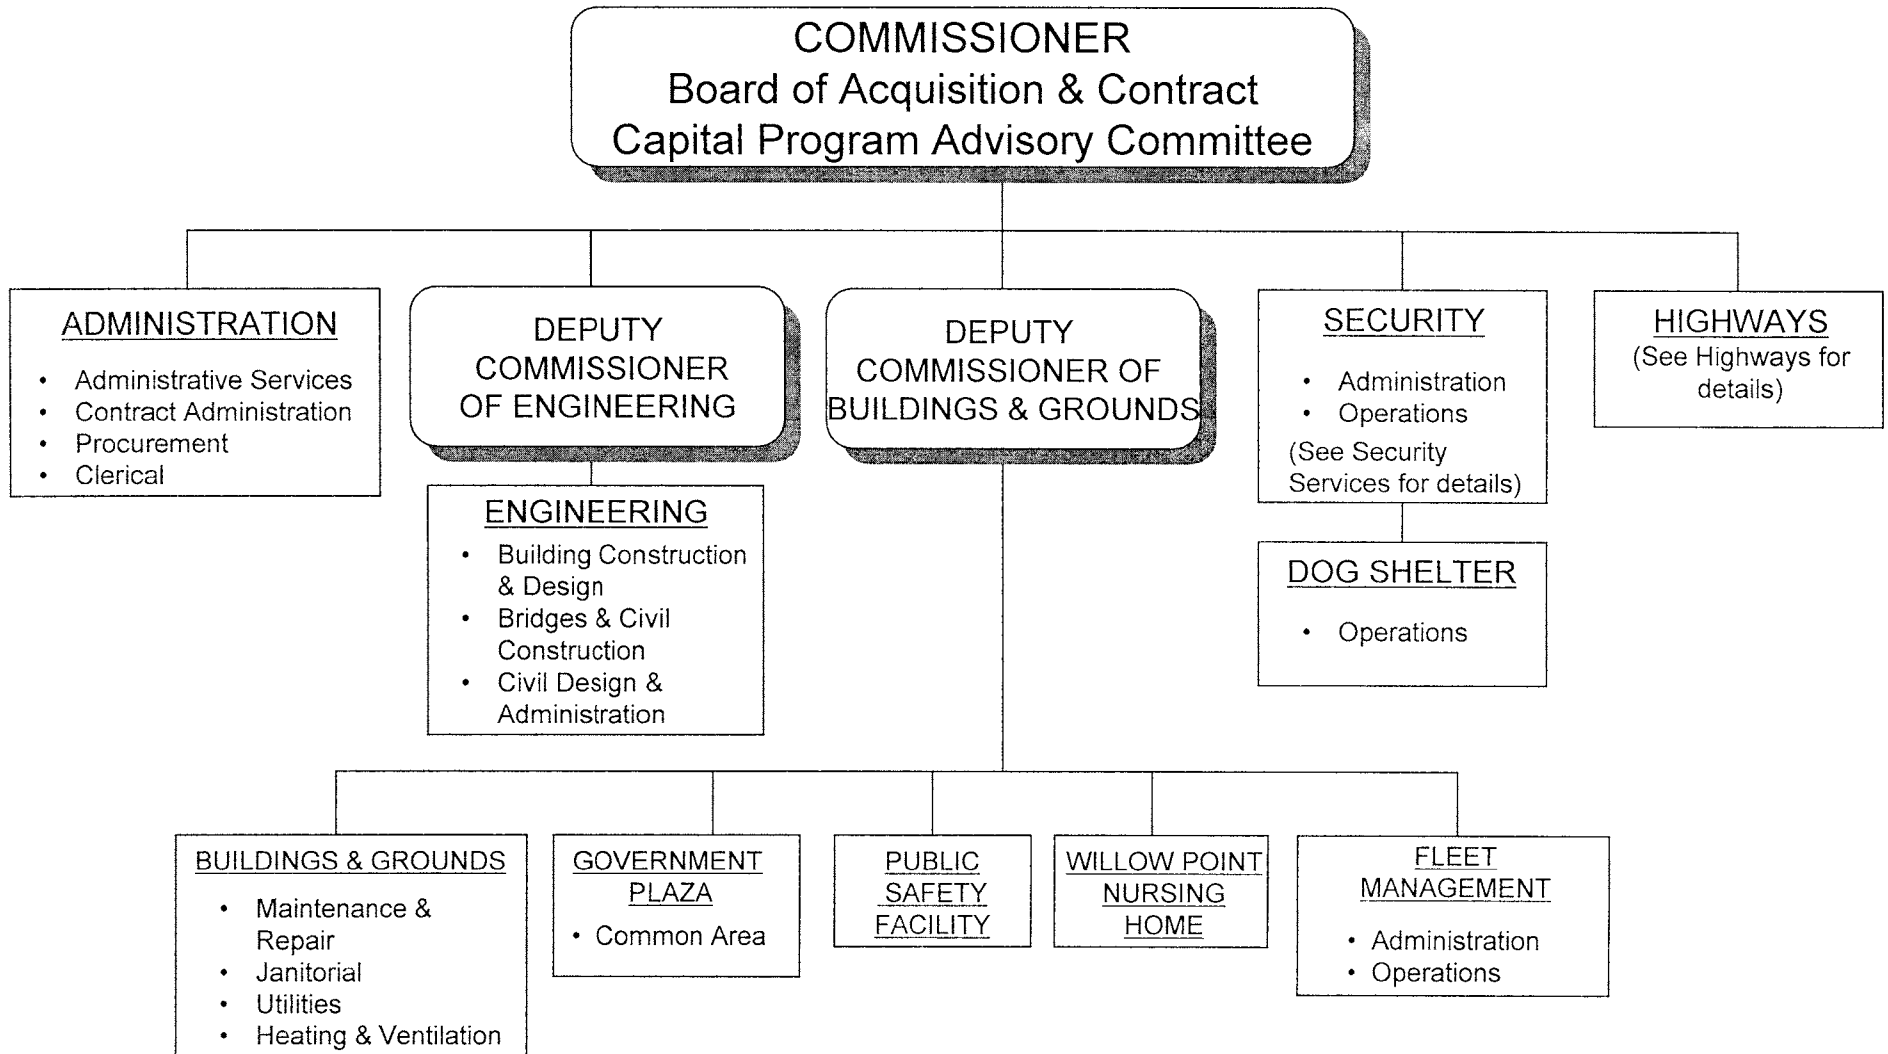 COMMISSIONER
Board of Acquisition & Contract
Capital Program Advisory Committee
ADMINISTRATION
• Administrative Services
• Contract Administration
• Procurement
• Clerical
DEPUTY
COMMISSIONER
OF ENGINEERING
DEPUTY
COMMISSIONER OF
BUILDINGS & GROUNDS
SECURITY
• Administration
• Operations
(See Security
Services for details)
HIGHWAYS
(See Highways for
details)
ENGINEERING
• Building Construction
& Design
• Bridges & Civil
Construction
• Civil Design &
Administration
DOG SHELTER
• Operations
BUILDINGS & GROUNDS
• Maintenance &
Repair
• Janitorial
• Utilities
• Heating & Ventilation
GOVERNMENT
PLAZA
• Common Area
PUBLIC
SAFETY
FACILITY
WILLOW POINT
NURSING
HOME
FLEET
MANAGEMENT
• Administration
• Operations